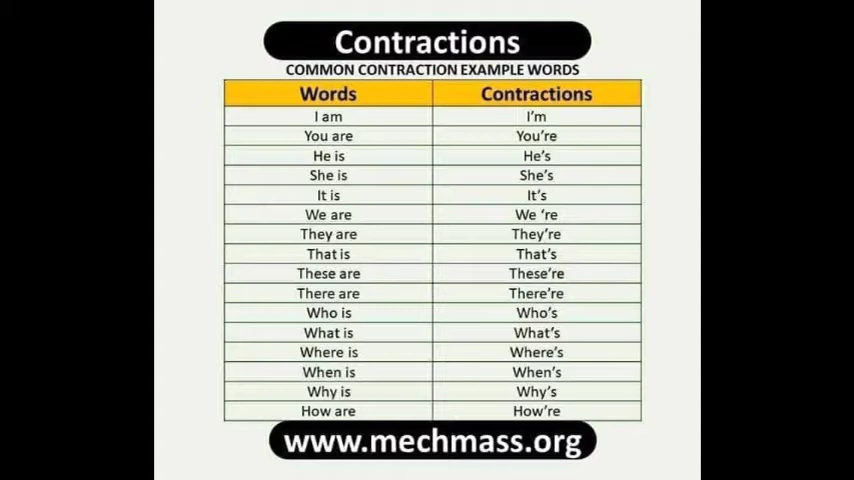 Contractions
COMMON CONTRACTION EXAMPLE WORDS
Words Contractions
I am I'm
You are You're
He is He's
She is She's
It is It's
We are We 're
They are They're
That is That's
These are These're
There are There're
Who is Who's
What is What's
Where is Where's
When is When's
Why is Why's
How are How're
www.mechmass.org